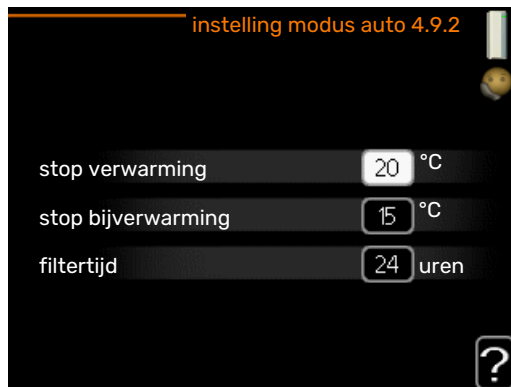 instelling modus auto 4.9.2
stop verwarming 20 °C
stop bijverwarming 15 °C
filtertijd 24 uren
?